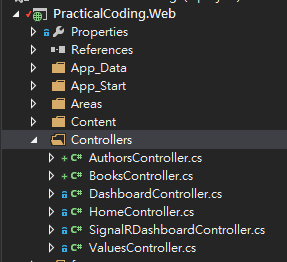 PracticalCoding.Web
Properties
References
App_Data
App_Start
Areas
Content
Controllers
C# AuthorsController.cs
C# BooksController.cs
C# DashboardController.cs
C# HomeController.cs
C# SignalRDashboardController.cs
C# ValuesController.cs